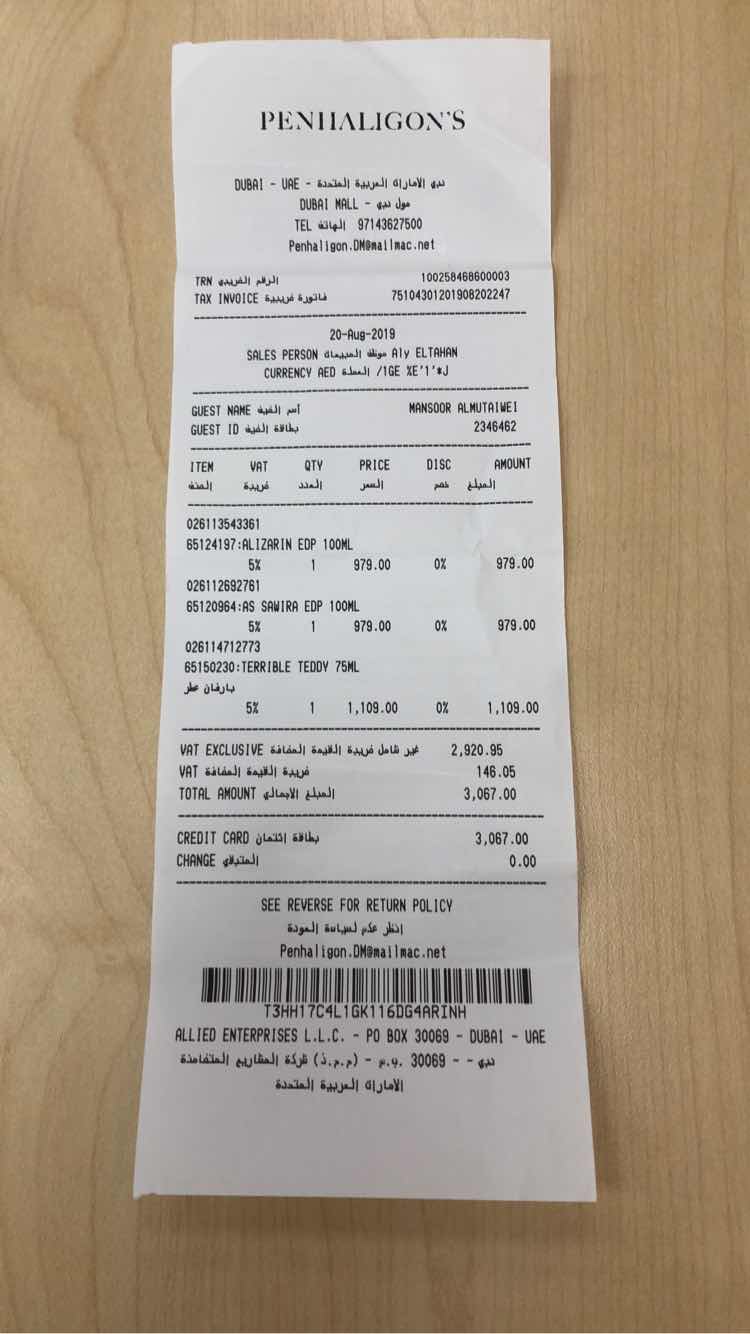 PENHALIGON'S
DUBAI - UAE - دبي الامارات العربية المتحدة
DUBAI MALL - مول دبي
TEL الهاتف 97143627500
Penhaligon.DM@mailmac.net
TRN الرقم الضريبي 100258468600003
TAX INVOICE فاتورة ضريبية 75104301201908202247
20-Aug-2019
SALES PERSON موظف المبيعات Aly ELTAHAN
CURRENCY AED العملة /1GE %E'1'*J
GUEST NAME أسم الضيف MANSOOR ALMUTAIWEI
GUEST ID بطاقة الضيف 2346462
ITEM VAT QTY PRICE DISC AMOUNT
الصنف ضريبة العدد السعر خصم المبلغ
026113543361
65124197:ALIZARIN EDP 100ML
5% 1 979.00 0% 979.00
026112692761
65120964:AS SAWIRA EDP 100ML
5% 1 979.00 0% 979.00
026114712773
65150230:TERRIBLE TEDDY 75ML
بارفان عطر
5% 1 1,109.00 0% 1,109.00
VAT EXCLUSIVE غير شامل ضريبة القيمة المضافة 2,920.95
VAT ضريبة القيمة المضافة 146.05
TOTAL AMOUNT المبلغ الاجمالي 3,067.00
CREDIT CARD بطاقة إئتمان 3,067.00
CHANGE المتبقي 0.00
SEE REVERSE FOR RETURN POLICY
إنظر عكس لسياسة العودة
Penhaligon.DM@mailmac.net
T3HH17C4L1GK116DG4ARINH
ALLIED ENTERPRISES L.L.C. - PO BOX 30069 - DUBAI - UAE
شركة المشاريع المتضامنة (ذ.م.م) - ص.ب. 30069 - - دبي
الامارات العربية المتحدة